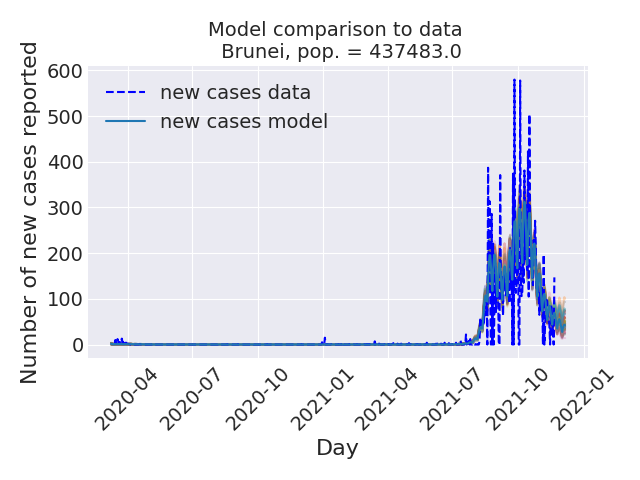 Model comparison to data
Brunei, pop. = 437483.0
Number of new cases reported
600
500
400
300
200
100
0
new cases data
new cases model
2020-04
2020-07
2020-10
2021-01
2021-04
2021-07
2021-10
2022-01
Day